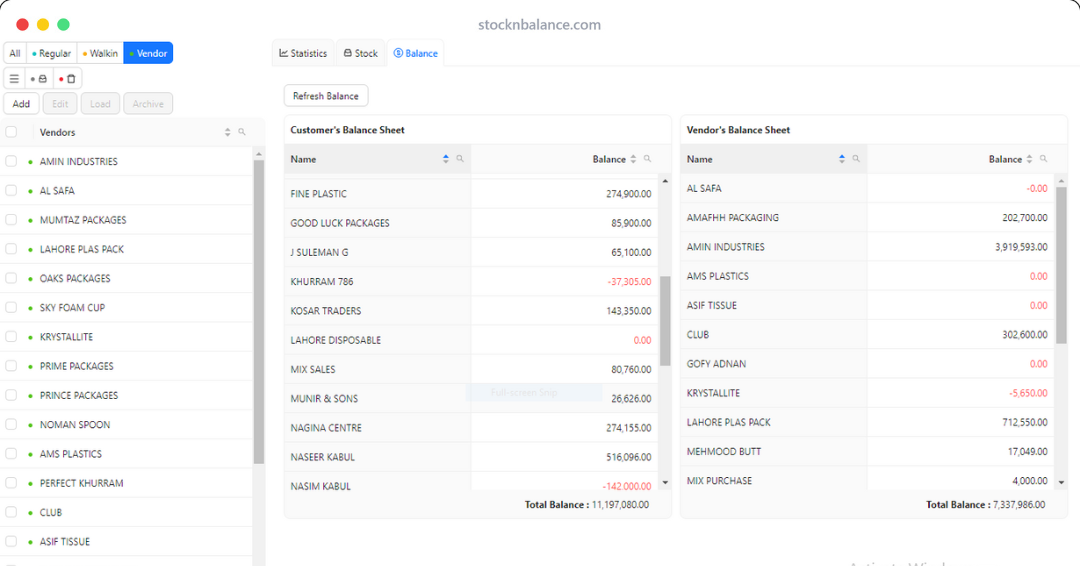 stocknbalance.com
All Regular Walkin Vendor
Statistics Stock Balance
Add Edit Load Archive
Refresh Balance
Vendors
AMIN INDUSTRIES
AL SAFA
MUMTAZ PACKAGES
LAHORE PLAS PACK
OAKS PACKAGES
SKY FOAM CUP
KRYSTALLITE
PRIME PACKAGES
PRINCE PACKAGES
NOMAN SPOON
AMS PLASTICS
PERFECT KHURRAM
CLUB
ASIF TISSUE
Customer's Balance Sheet
Name Balance
FINE PLASTIC 274,900.00
GOOD LUCK PACKAGES 85,900.00
J SULEMAN G 65,100.00
KHURRAM 786 -37,305.00
KOSAR TRADERS 143,350.00
LAHORE DISPOSABLE 0.00
MIX SALES 80,760.00
Full-screen Snip
MUNIR & SONS 26,626.00
NAGINA CENTRE 274,155.00
NASEER KABUL 516,096.00
NASIM KABUL -142,000.00
Total Balance : 11,197,080.00
Vendor's Balance Sheet
Name Balance
AL SAFA -0.00
AMAFHH PACKAGING 202,700.00
AMIN INDUSTRIES 3,919,593.00
AMS PLASTICS 0.00
ASIF TISSUE 0.00
CLUB 302,600.00
GOFY ADNAN 0.00
KRYSTALLITE -5,650.00
LAHORE PLAS PACK 712,550.00
MEHMOOD BUTT 17,049.00
MIX PURCHASE 4,000.00
Total Balance : 7,337,986.00